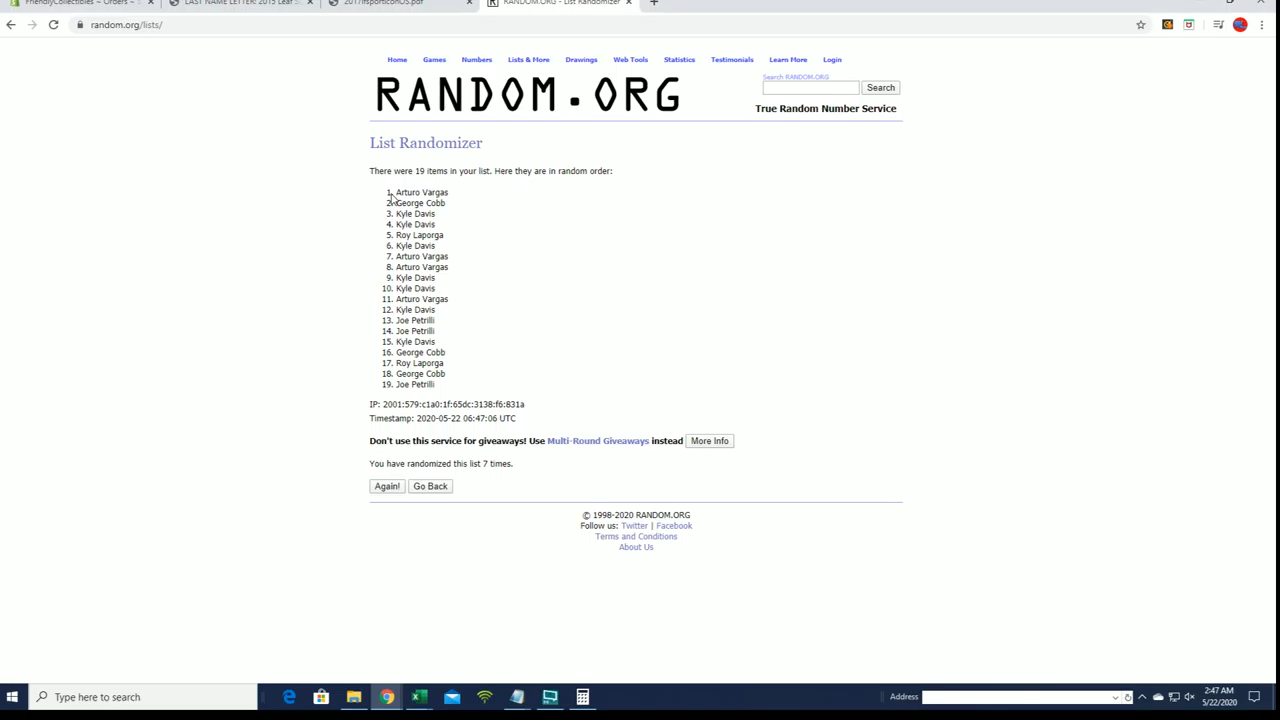 FriendlyCollectibles ~ Orders ~ S
LAST NAME LETTER: 2015 Leaf S
RANDOM.ORG - List Randomizer
random.org/lists/
Home Games Numbers Lists & More Drawings Web Tools Statistics Testimonials Learn More Login
RANDOM.ORG
Search RANDOM.ORG
Search
True Random Number Service
List Randomizer
There were 19 items in your list. Here they are in random order:
1. Arturo Vargas
2. George Cobb
3. Kyle Davis
4. Kyle Davis
5. Roy Laporga
6. Kyle Davis
7. Arturo Vargas
8. Arturo Vargas
9. Kyle Davis
10. Kyle Davis
11. Arturo Vargas
12. Kyle Davis
13. Joe Petrilli
14. Joe Petrilli
15. Kyle Davis
16. George Cobb
17. Roy Laporga
18. George Cobb
19. Joe Petrilli
IP: 2001:579:c1a0:1f:65dc:3138:f6:831a
Timestamp: 2020-05-22 06:47:06 UTC
Don't use this service for giveaways! Use Multi-Round Giveaways instead More Info
You have randomized this list 7 times.
Again! Go Back
© 1998-2020 RANDOM.ORG
Follow us: Twitter | Facebook
Terms and Conditions
About Us
Type here to search
Address
2:47 AM
5/22/2020